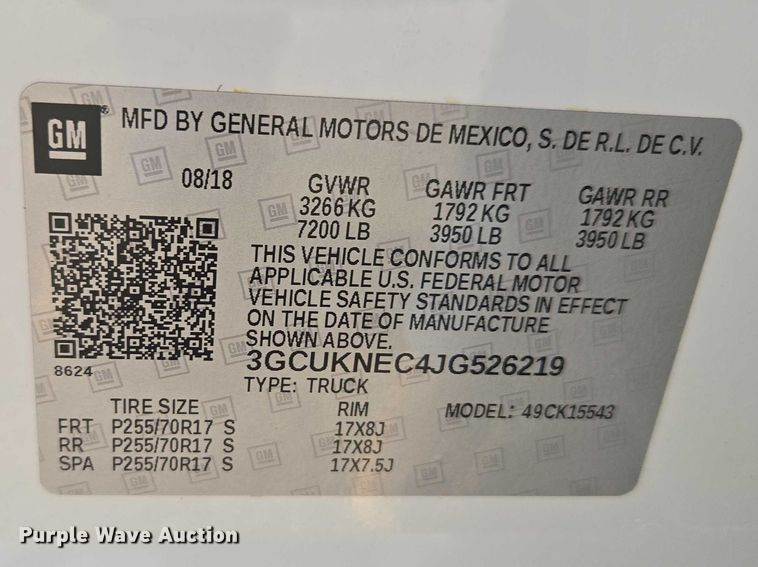 GM
MFD BY GENERAL MOTORS DE MEXICO, S. DE R.L. DE C.V.
08/18 GVWR GAWR FRT GAWR RR
3266 KG 1792 KG 1792 KG
7200 LB 3950 LB 3950 LB
THIS VEHICLE CONFORMS TO ALL
APPLICABLE U.S. FEDERAL MOTOR
VEHICLE SAFETY STANDARDS IN EFFECT
ON THE DATE OF MANUFACTURE
SHOWN ABOVE.
8624
3GCUKNEC4JG526219
TYPE: TRUCK
TIRE SIZE RIM MODEL: 49CK15543
FRT P255/70R17 S 17X8J
RR P255/70R17 S 17X8J
SPA P255/70R17 S 17X7.5J
Purple Wave Auction